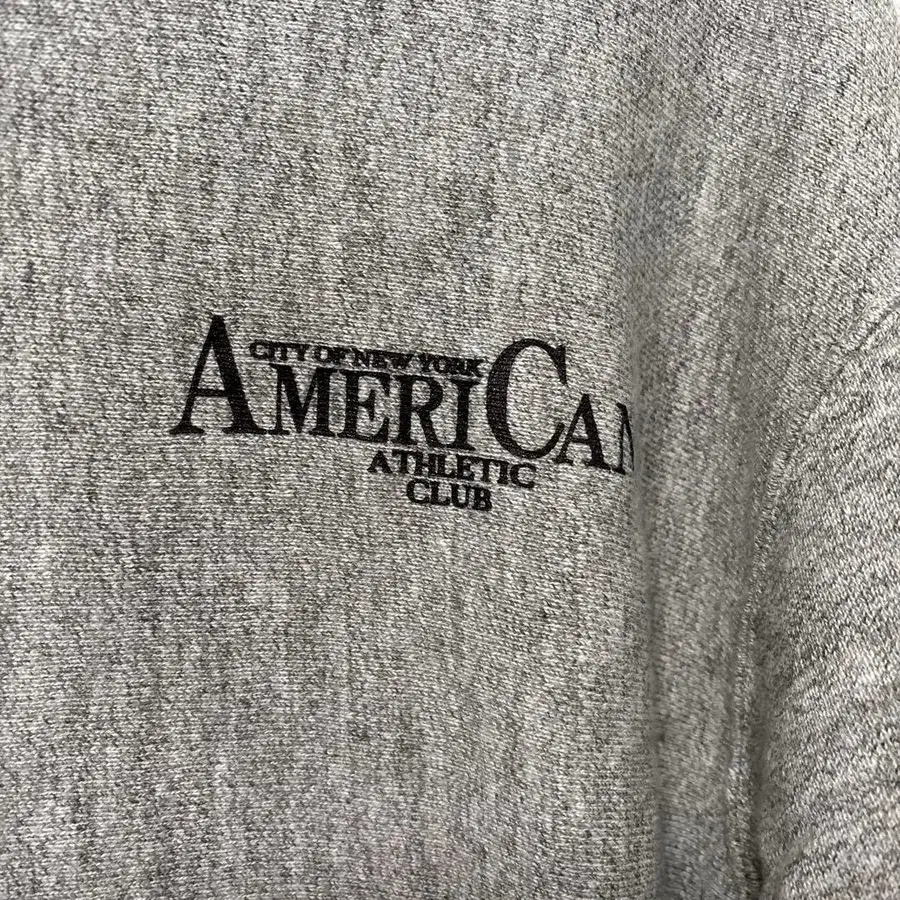 CITY OF NEW YORK
AMERICAN
ATHLETIC
CLUB